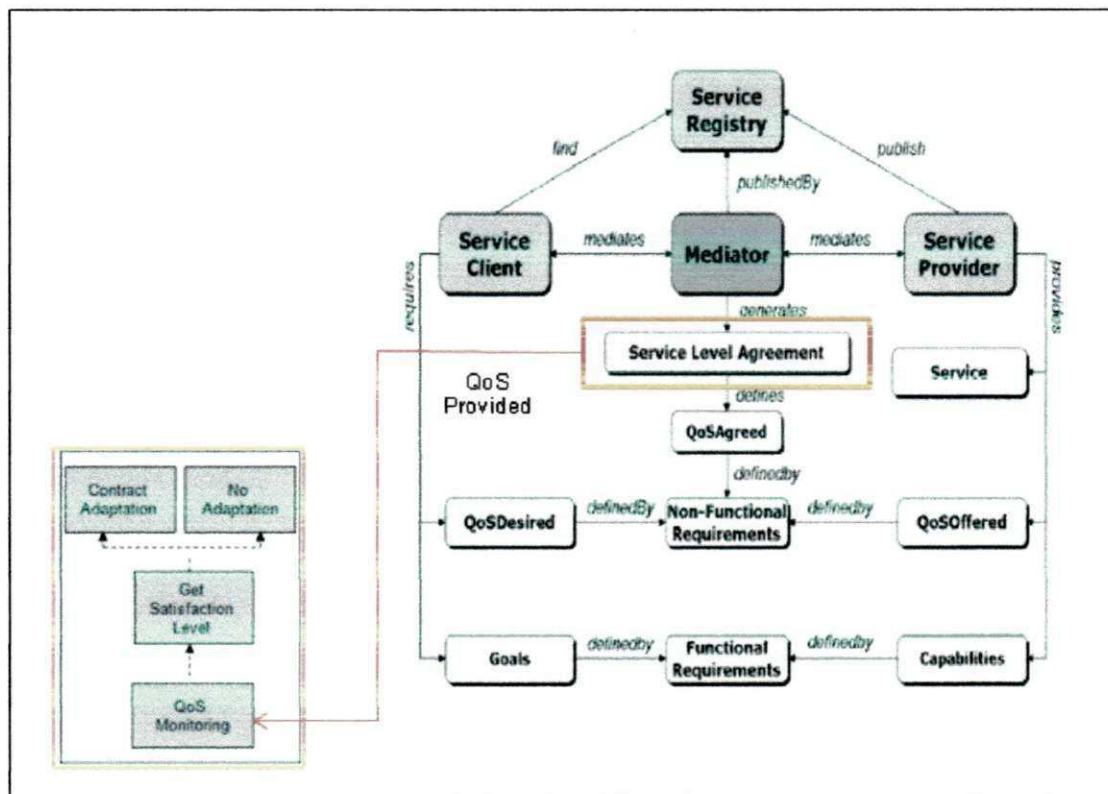 Service
Registry
find
publish
publishedBy
Service
Client
mediates
Mediator
mediates
Service
Provider
requires
provides
generates
Service Level Agreement
Service
QoS
Provided
defines
QoSAgreed
definedby
Contract
Adaptation
No
Adaptation
QoSDesired
definedBy
Non-Functional
Requirements
definedby
QoSOffered
Get
Satisfaction
Level
Goals
definedby
Functional
Requirements
definedby
Capabilities
QoS
Monitoring